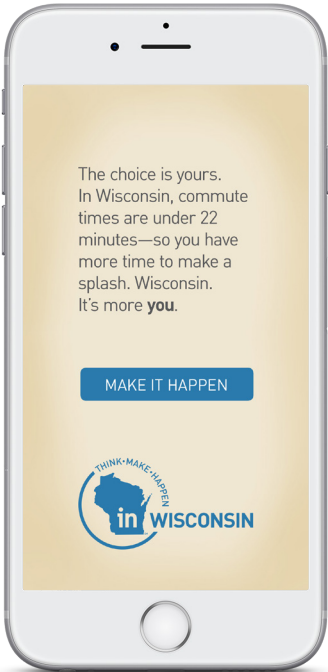 The choice is yours.
In Wisconsin, commute
times are under 22
minutes—so you have
more time to make a
splash. Wisconsin.
It’s more you.
MAKE IT HAPPEN
THINK•MAKE•HAPPEN
in WISCONSIN